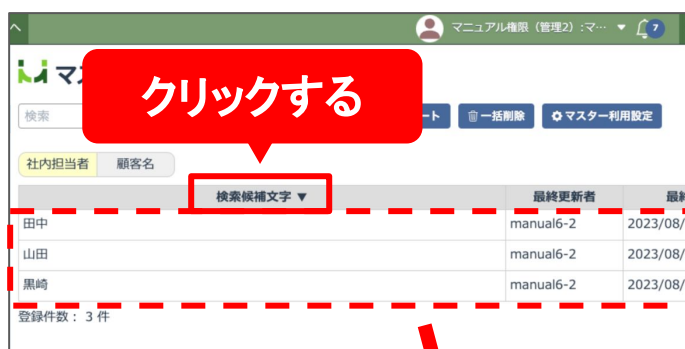 マニュアル権限（管理2）:マ… ▼ 7
マス
クリックする
検索 ート 一括削除 マスター利用設定
社内担当者 顧客名
検索候補文字 ▼ 最終更新者 最終
田中 manual6-2 2023/08/
山田 manual6-2 2023/08/
黒崎 manual6-2 2023/08/
登録件数： 3 件